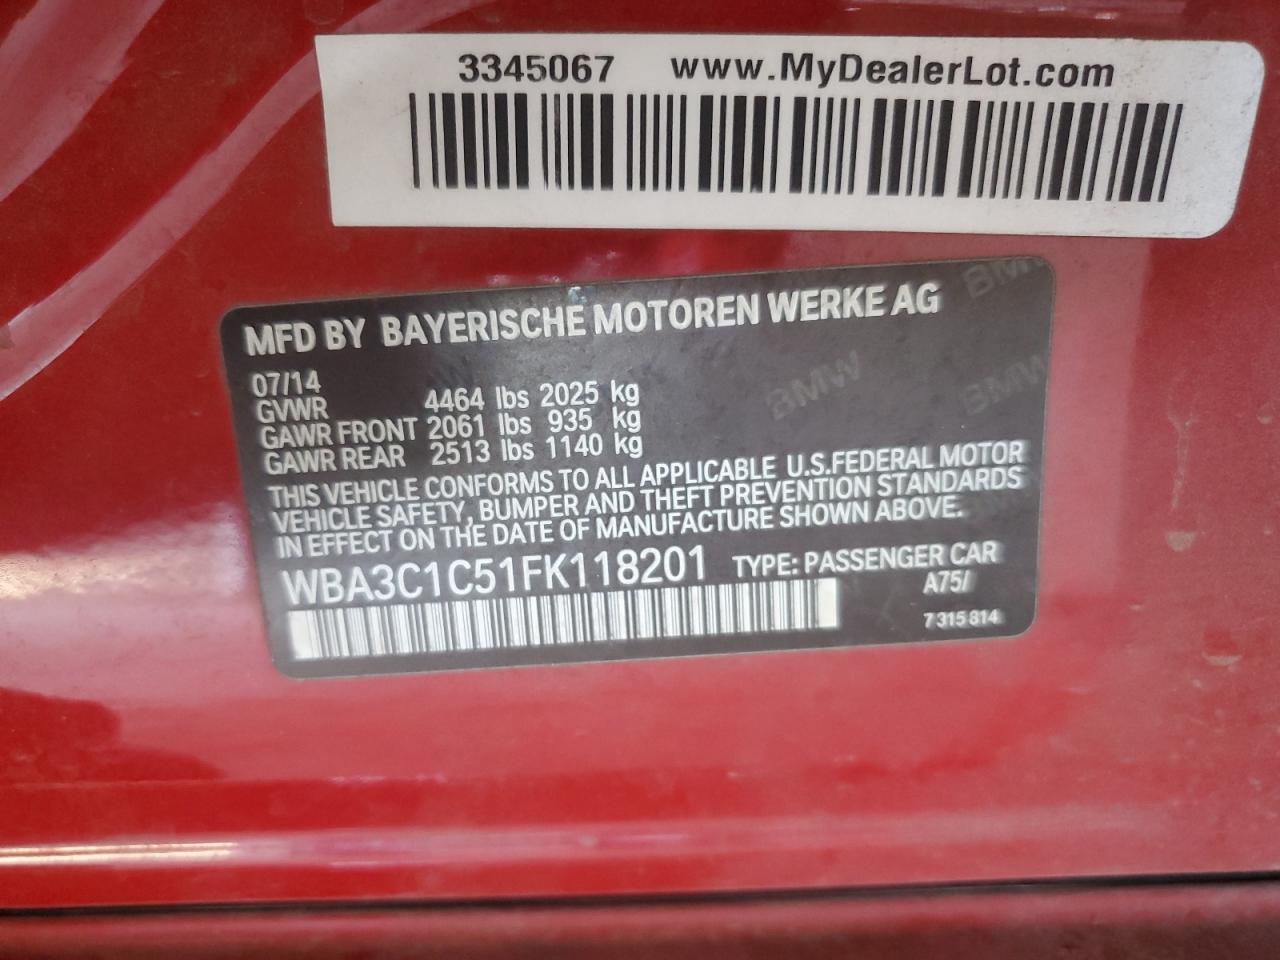 3345067 www.MyDealerLot.com
MFD BY BAYERISCHE MOTOREN WERKE AG
07/14
GVWR 4464 lbs 2025 kg
GAWR FRONT 2061 lbs 935 kg
GAWR REAR 2513 lbs 1140 kg
THIS VEHICLE CONFORMS TO ALL APPLICABLE U.S.FEDERAL MOTOR
VEHICLE SAFETY, BUMPER AND THEFT PREVENTION STANDARDS
IN EFFECT ON THE DATE OF MANUFACTURE SHOWN ABOVE.
WBA3C1C51FK118201 TYPE: PASSENGER CAR
A75/
7 315 814
BMW
BMW
BMW
BMW